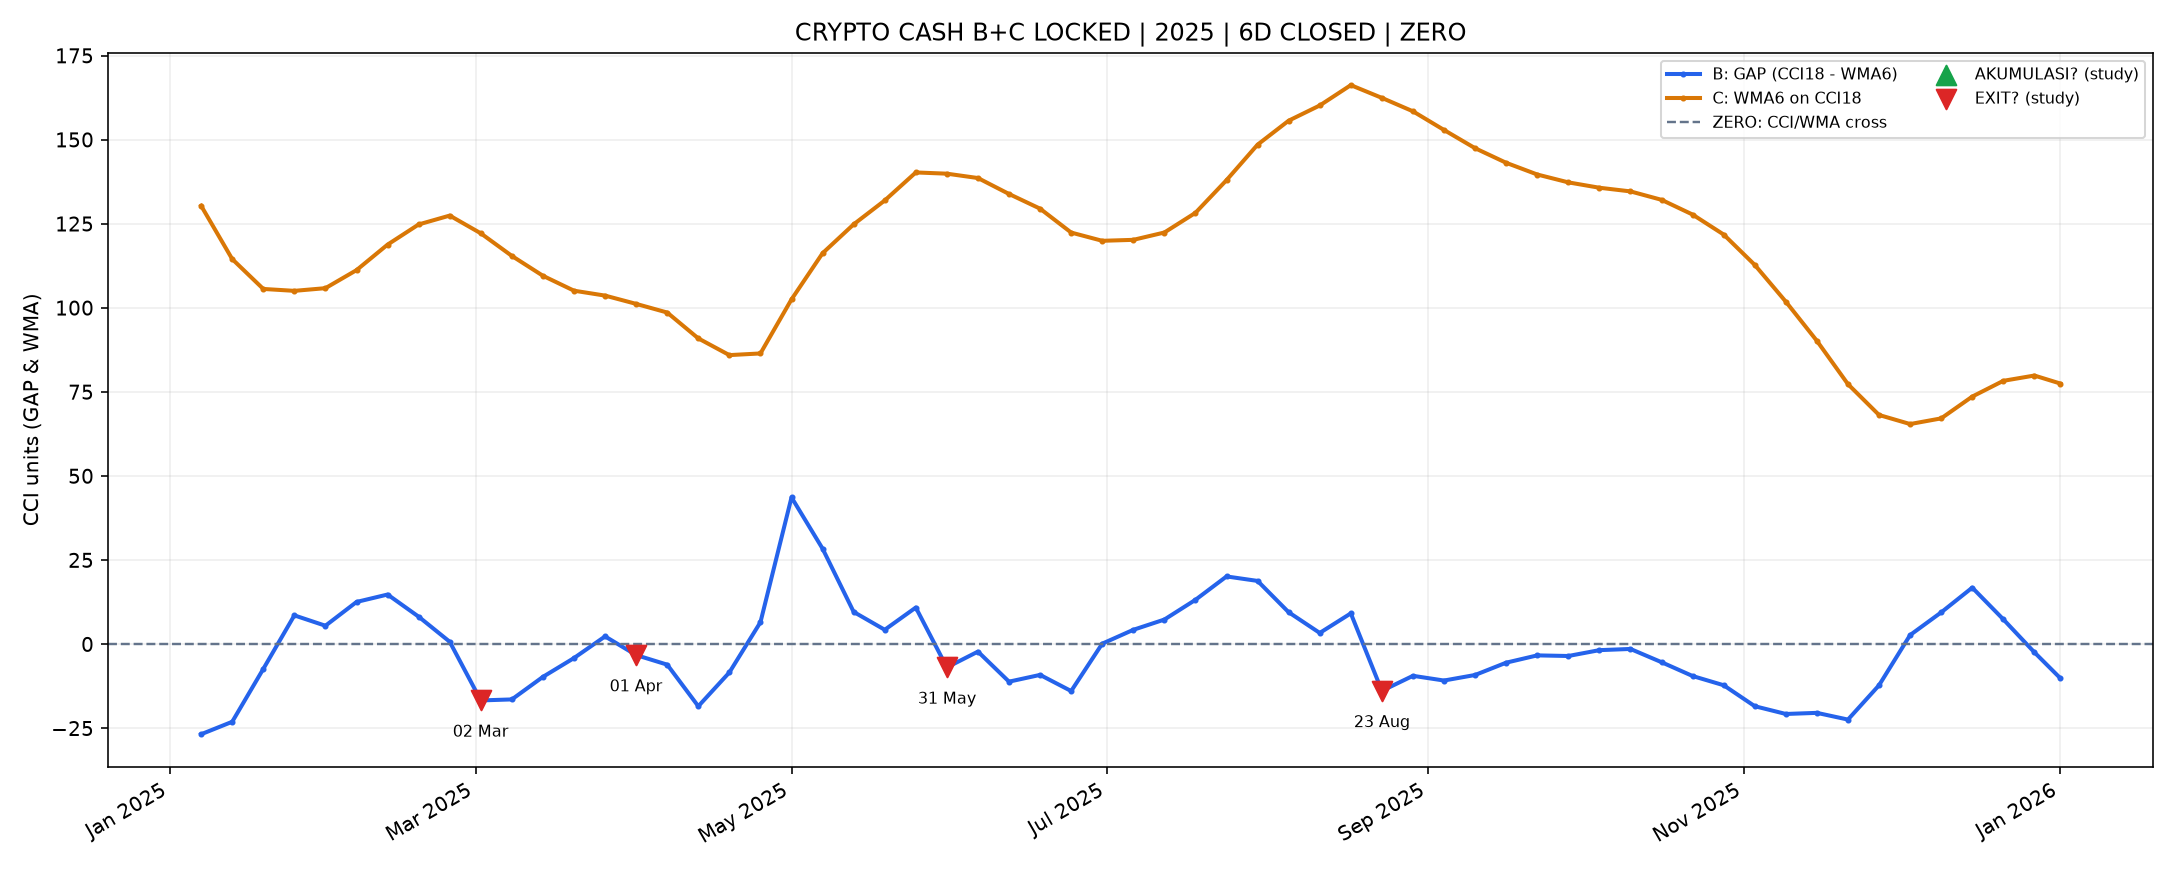 CRYPTO CASH B+C LOCKED | 2025 | 6D CLOSED | ZERO
CCI units (GAP & WMA)
175
150
125
100
75
50
25
0
−25
B: GAP (CCI18 - WMA6)
C: WMA6 on CCI18
ZERO: CCI/WMA cross
AKUMULASI? (study)
EXIT? (study)
02 Mar
01 Apr
31 May
23 Aug
Jan 2025
Mar 2025
May 2025
Jul 2025
Sep 2025
Nov 2025
Jan 2026